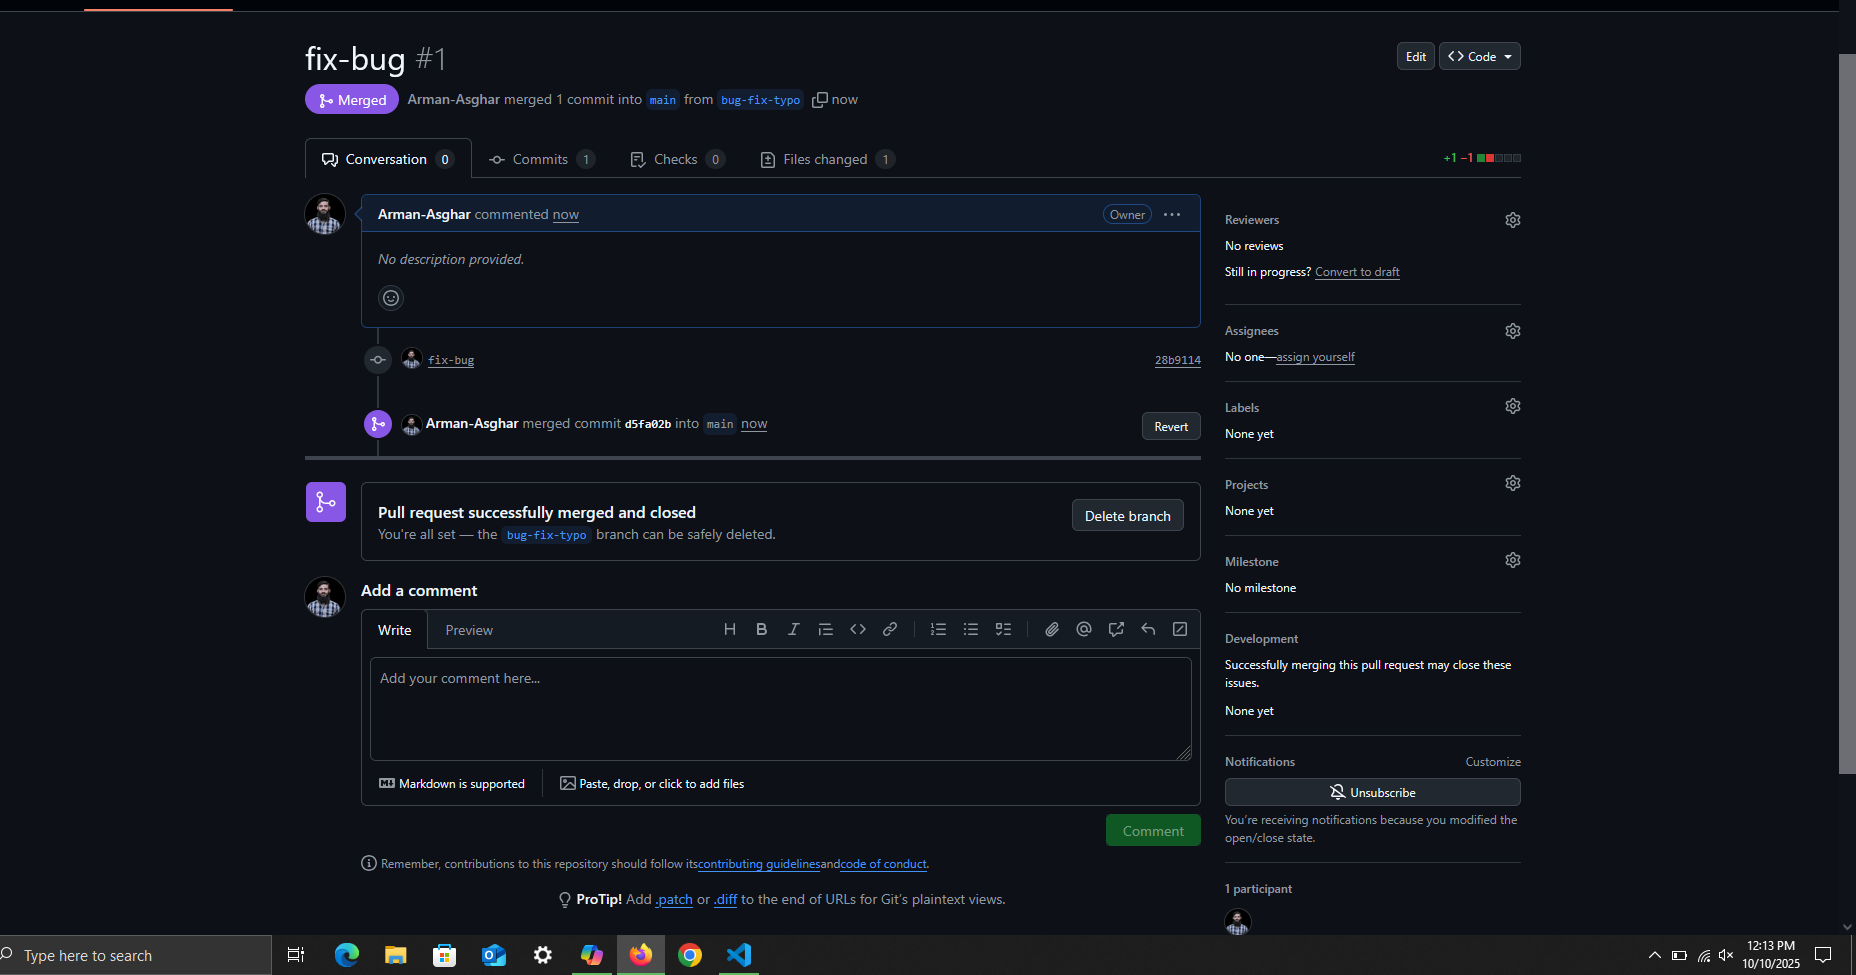 fix-bug #1
Edit
Code
Merged
Arman-Asghar merged 1 commit into main from bug-fix-typo now
Conversation 0
Commits 1
Checks 0
Files changed 1
+1 −1
Arman-Asghar commented now
Owner
No description provided.
fix-bug
28b9114
Arman-Asghar merged commit d5fa02b into main now
Revert
Pull request successfully merged and closed
You're all set — the bug-fix-typo branch can be safely deleted.
Delete branch
Add a comment
Write
Preview
Add your comment here...
Markdown is supported
Paste, drop, or click to add files
Comment
Remember, contributions to this repository should follow itscontributing guidelinesandcode of conduct.
ProTip! Add .patch or .diff to the end of URLs for Git's plaintext views.
Reviewers
No reviews
Still in progress? Convert to draft
Assignees
No one—assign yourself
Labels
None yet
Projects
None yet
Milestone
No milestone
Development
Successfully merging this pull request may close these
issues.
None yet
Notifications
Customize
Unsubscribe
You're receiving notifications because you modified the
open/close state.
1 participant
Type here to search
12:13 PM
10/10/2025